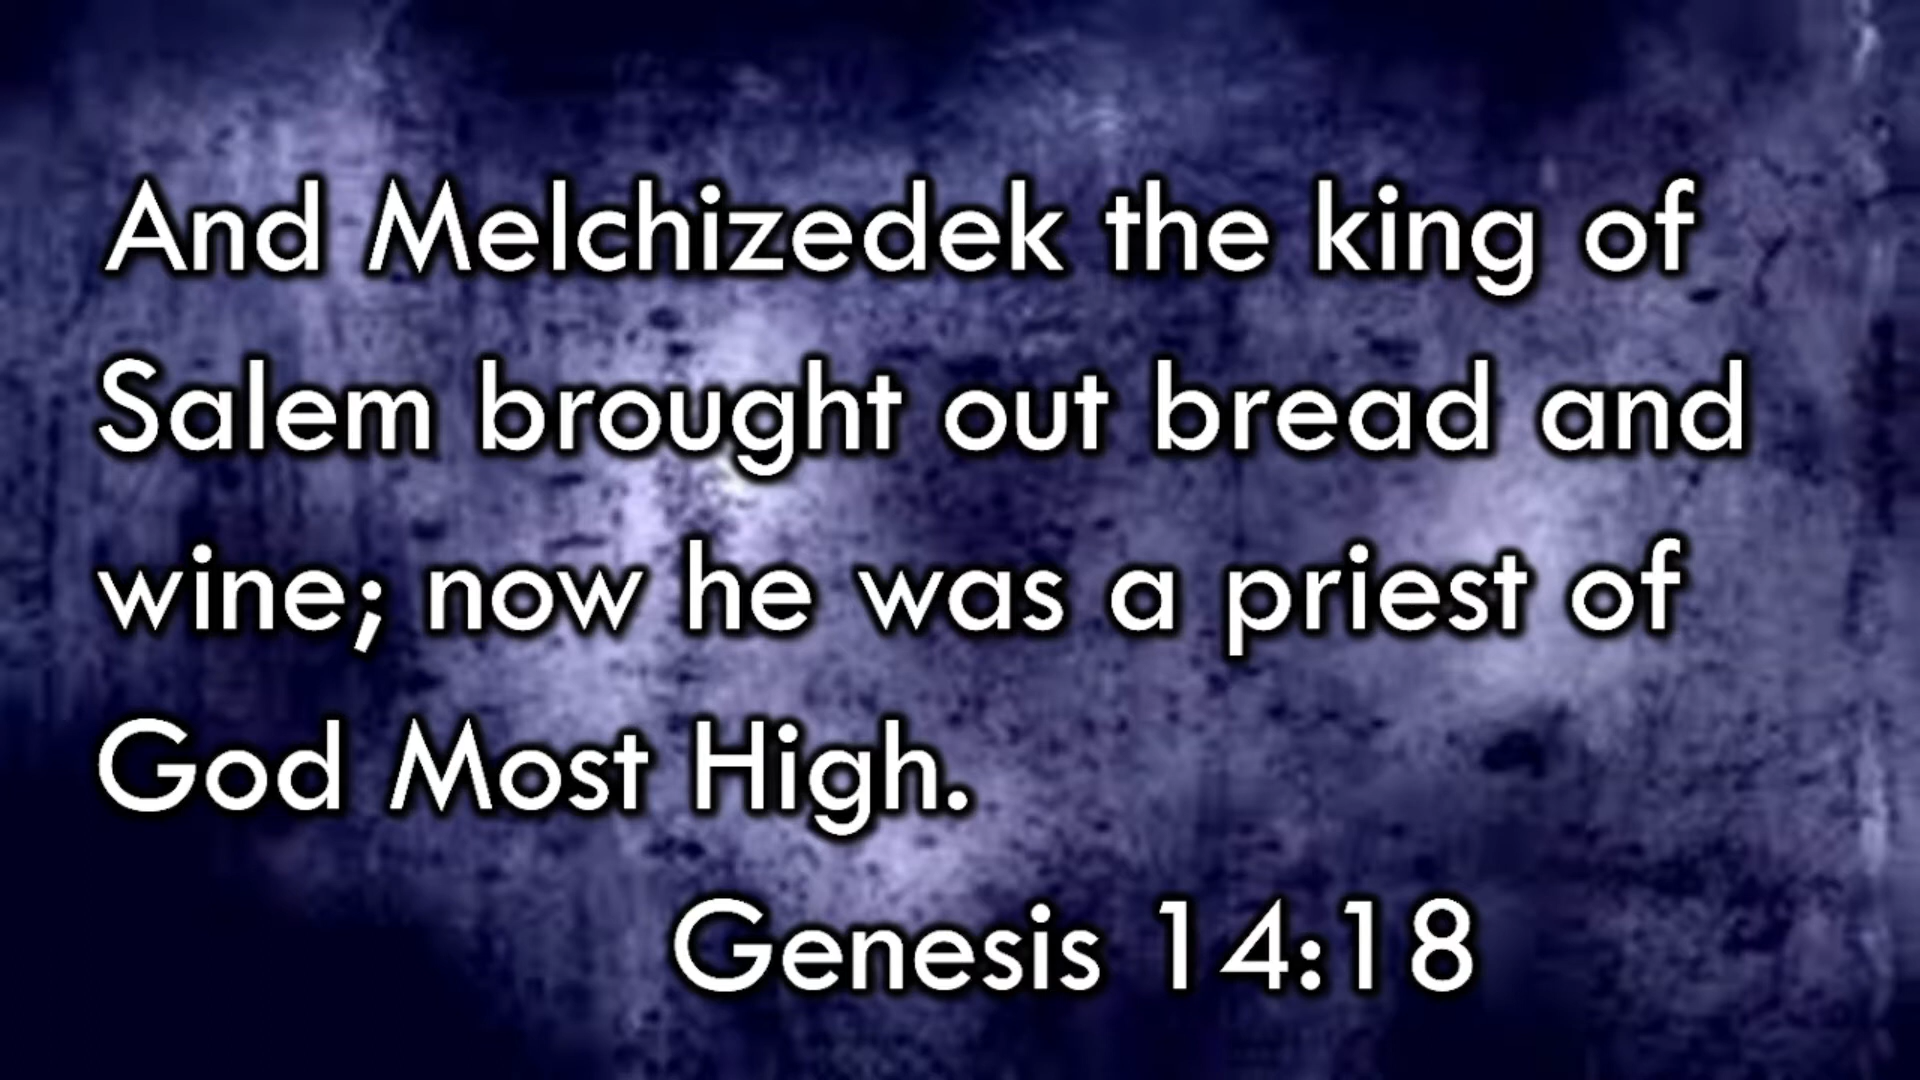 And Melchizedek the king of
Salem brought out bread and
wine; now he was a priest of
God Most High.
Genesis 14:18